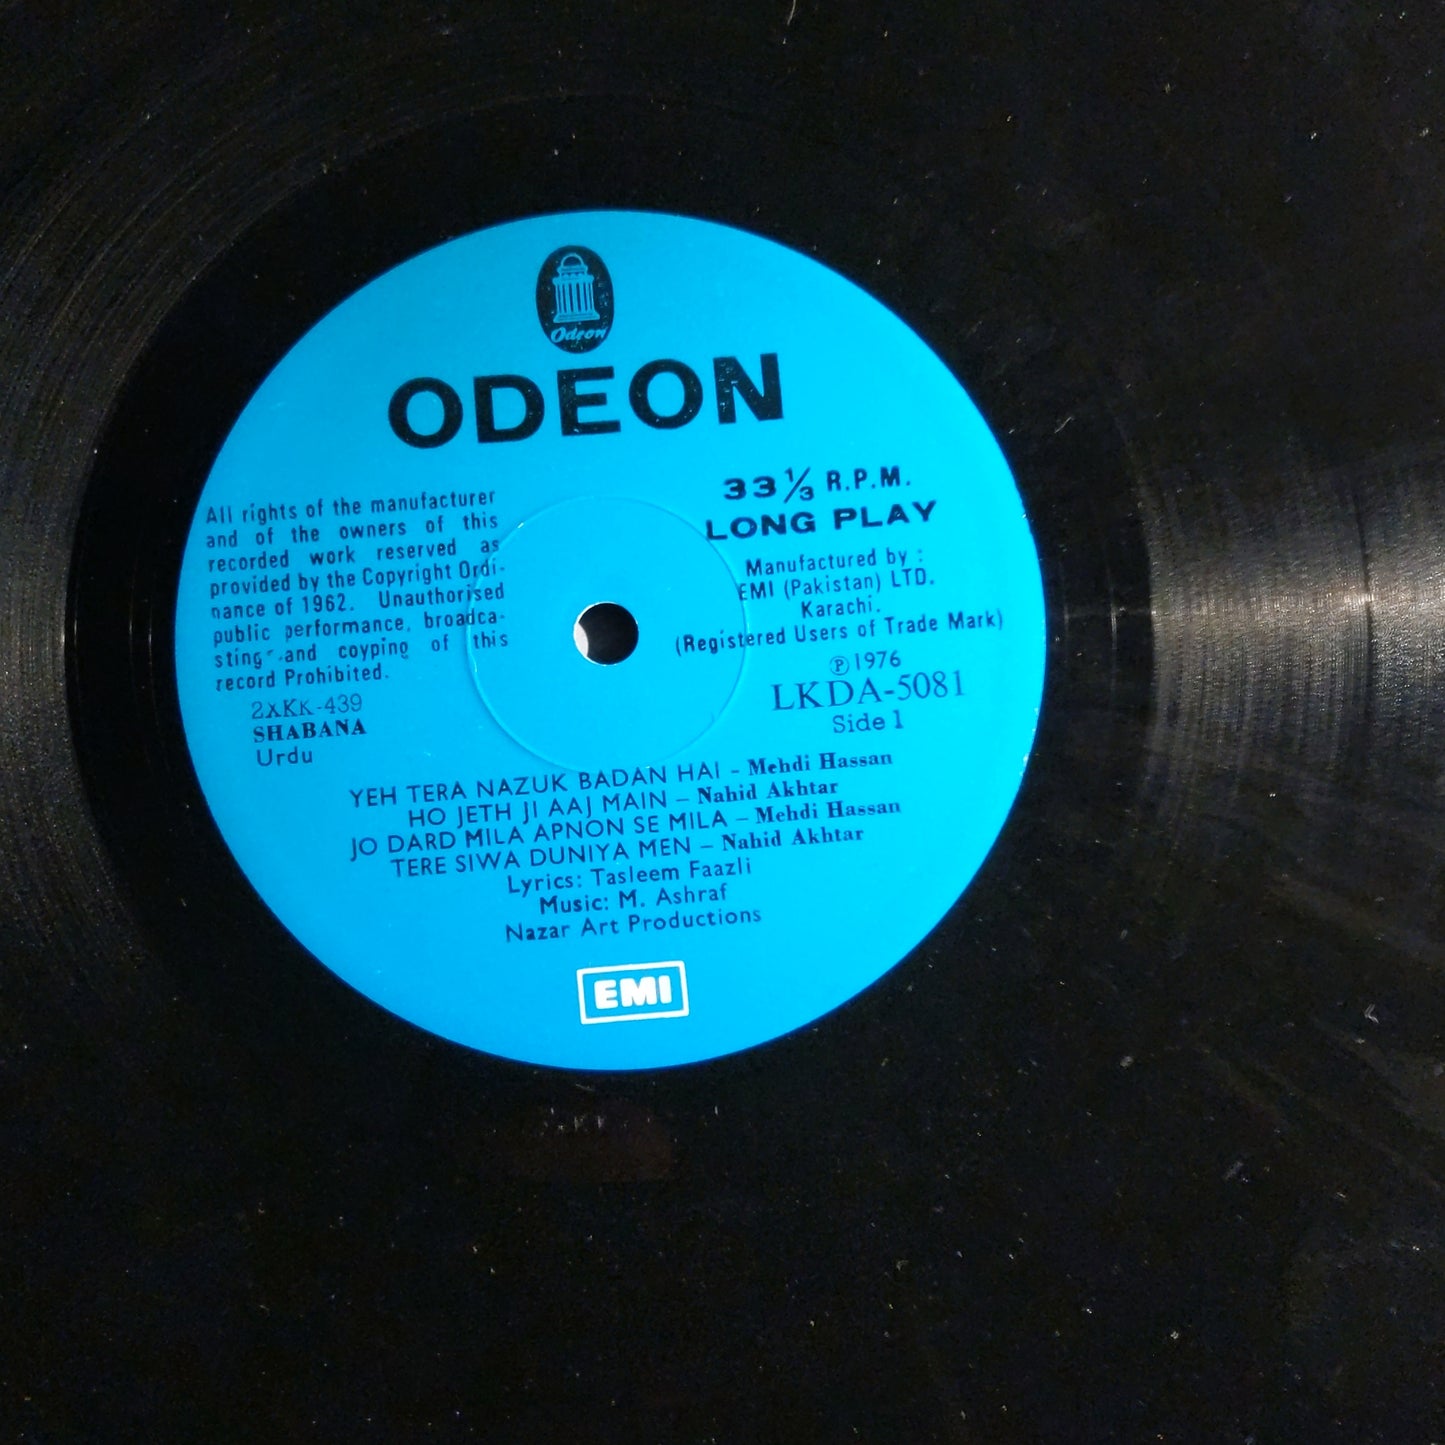 Odeon
ODEON
All rights of the manufacturer
and of the owners of this
recorded work reserved as
provided by the Copyright Ordi-
nance of 1962. Unauthorised
public performance, broadca-
sting and coyping of this
record Prohibited.
2XKK-439
SHABANA
Urdu
33 1/3 R.P.M.
LONG PLAY
Manufactured by :
EMI (Pakistan) LTD.
Karachi.
(Registered Users of Trade Mark)
℗ 1976
LKDA-5081
Side 1
YEH TERA NAZUK BADAN HAI – Mehdi Hassan
HO JETH JI AAJ MAIN – Nahid Akhtar
JO DARD MILA APNON SE MILA – Mehdi Hassan
TERE SIWA DUNIYA MEN – Nahid Akhtar
Lyrics: Tasleem Faazli
Music: M. Ashraf
Nazar Art Productions
EMI